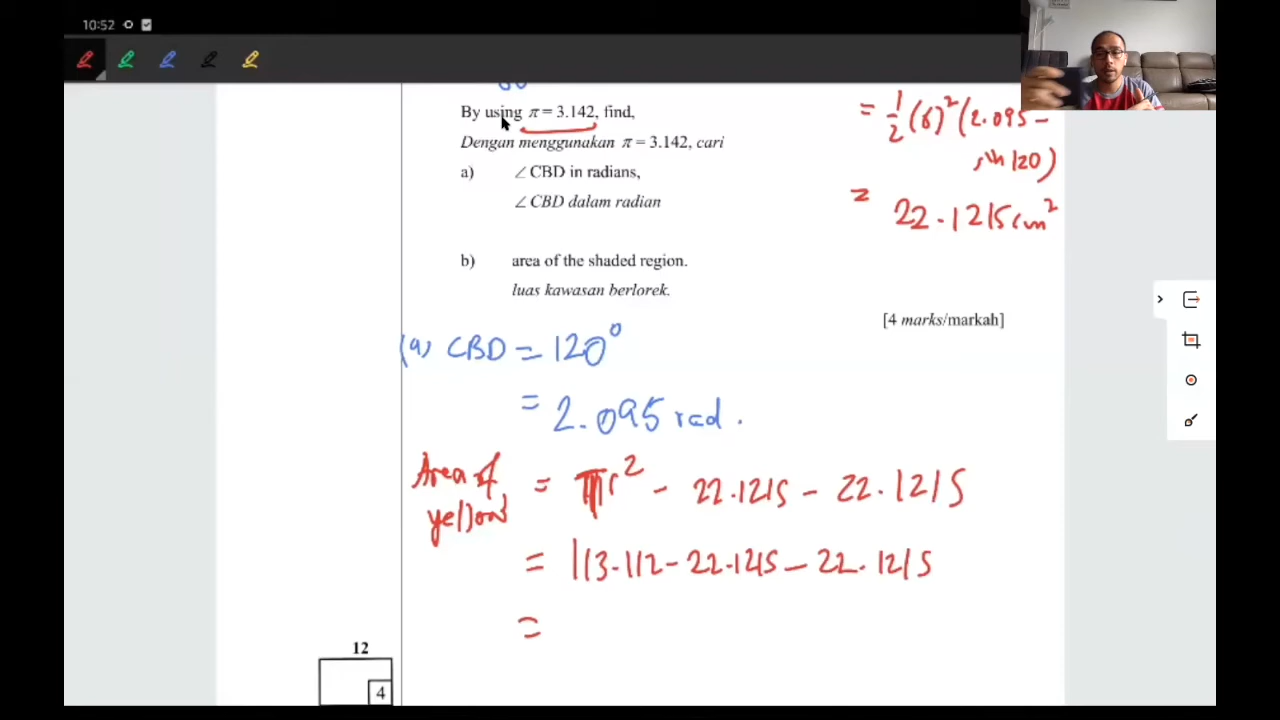 10:52
By using π = 3.142, find,
Dengan menggunakan π = 3.142, cari
a) ∠CBD in radians,
∠CBD dalam radian
b) area of the shaded region.
luas kawasan berlorek.
[4 marks/markah]
= 1/2 (6)² (2.095 –
sin 120)
= 22.1215 cm²
(a) CBD = 120°
= 2.095 rad.
Area of yellow = πr² – 22.1215 – 22.1215
= 113.112 – 22.1215 – 22.1215
=
12
4